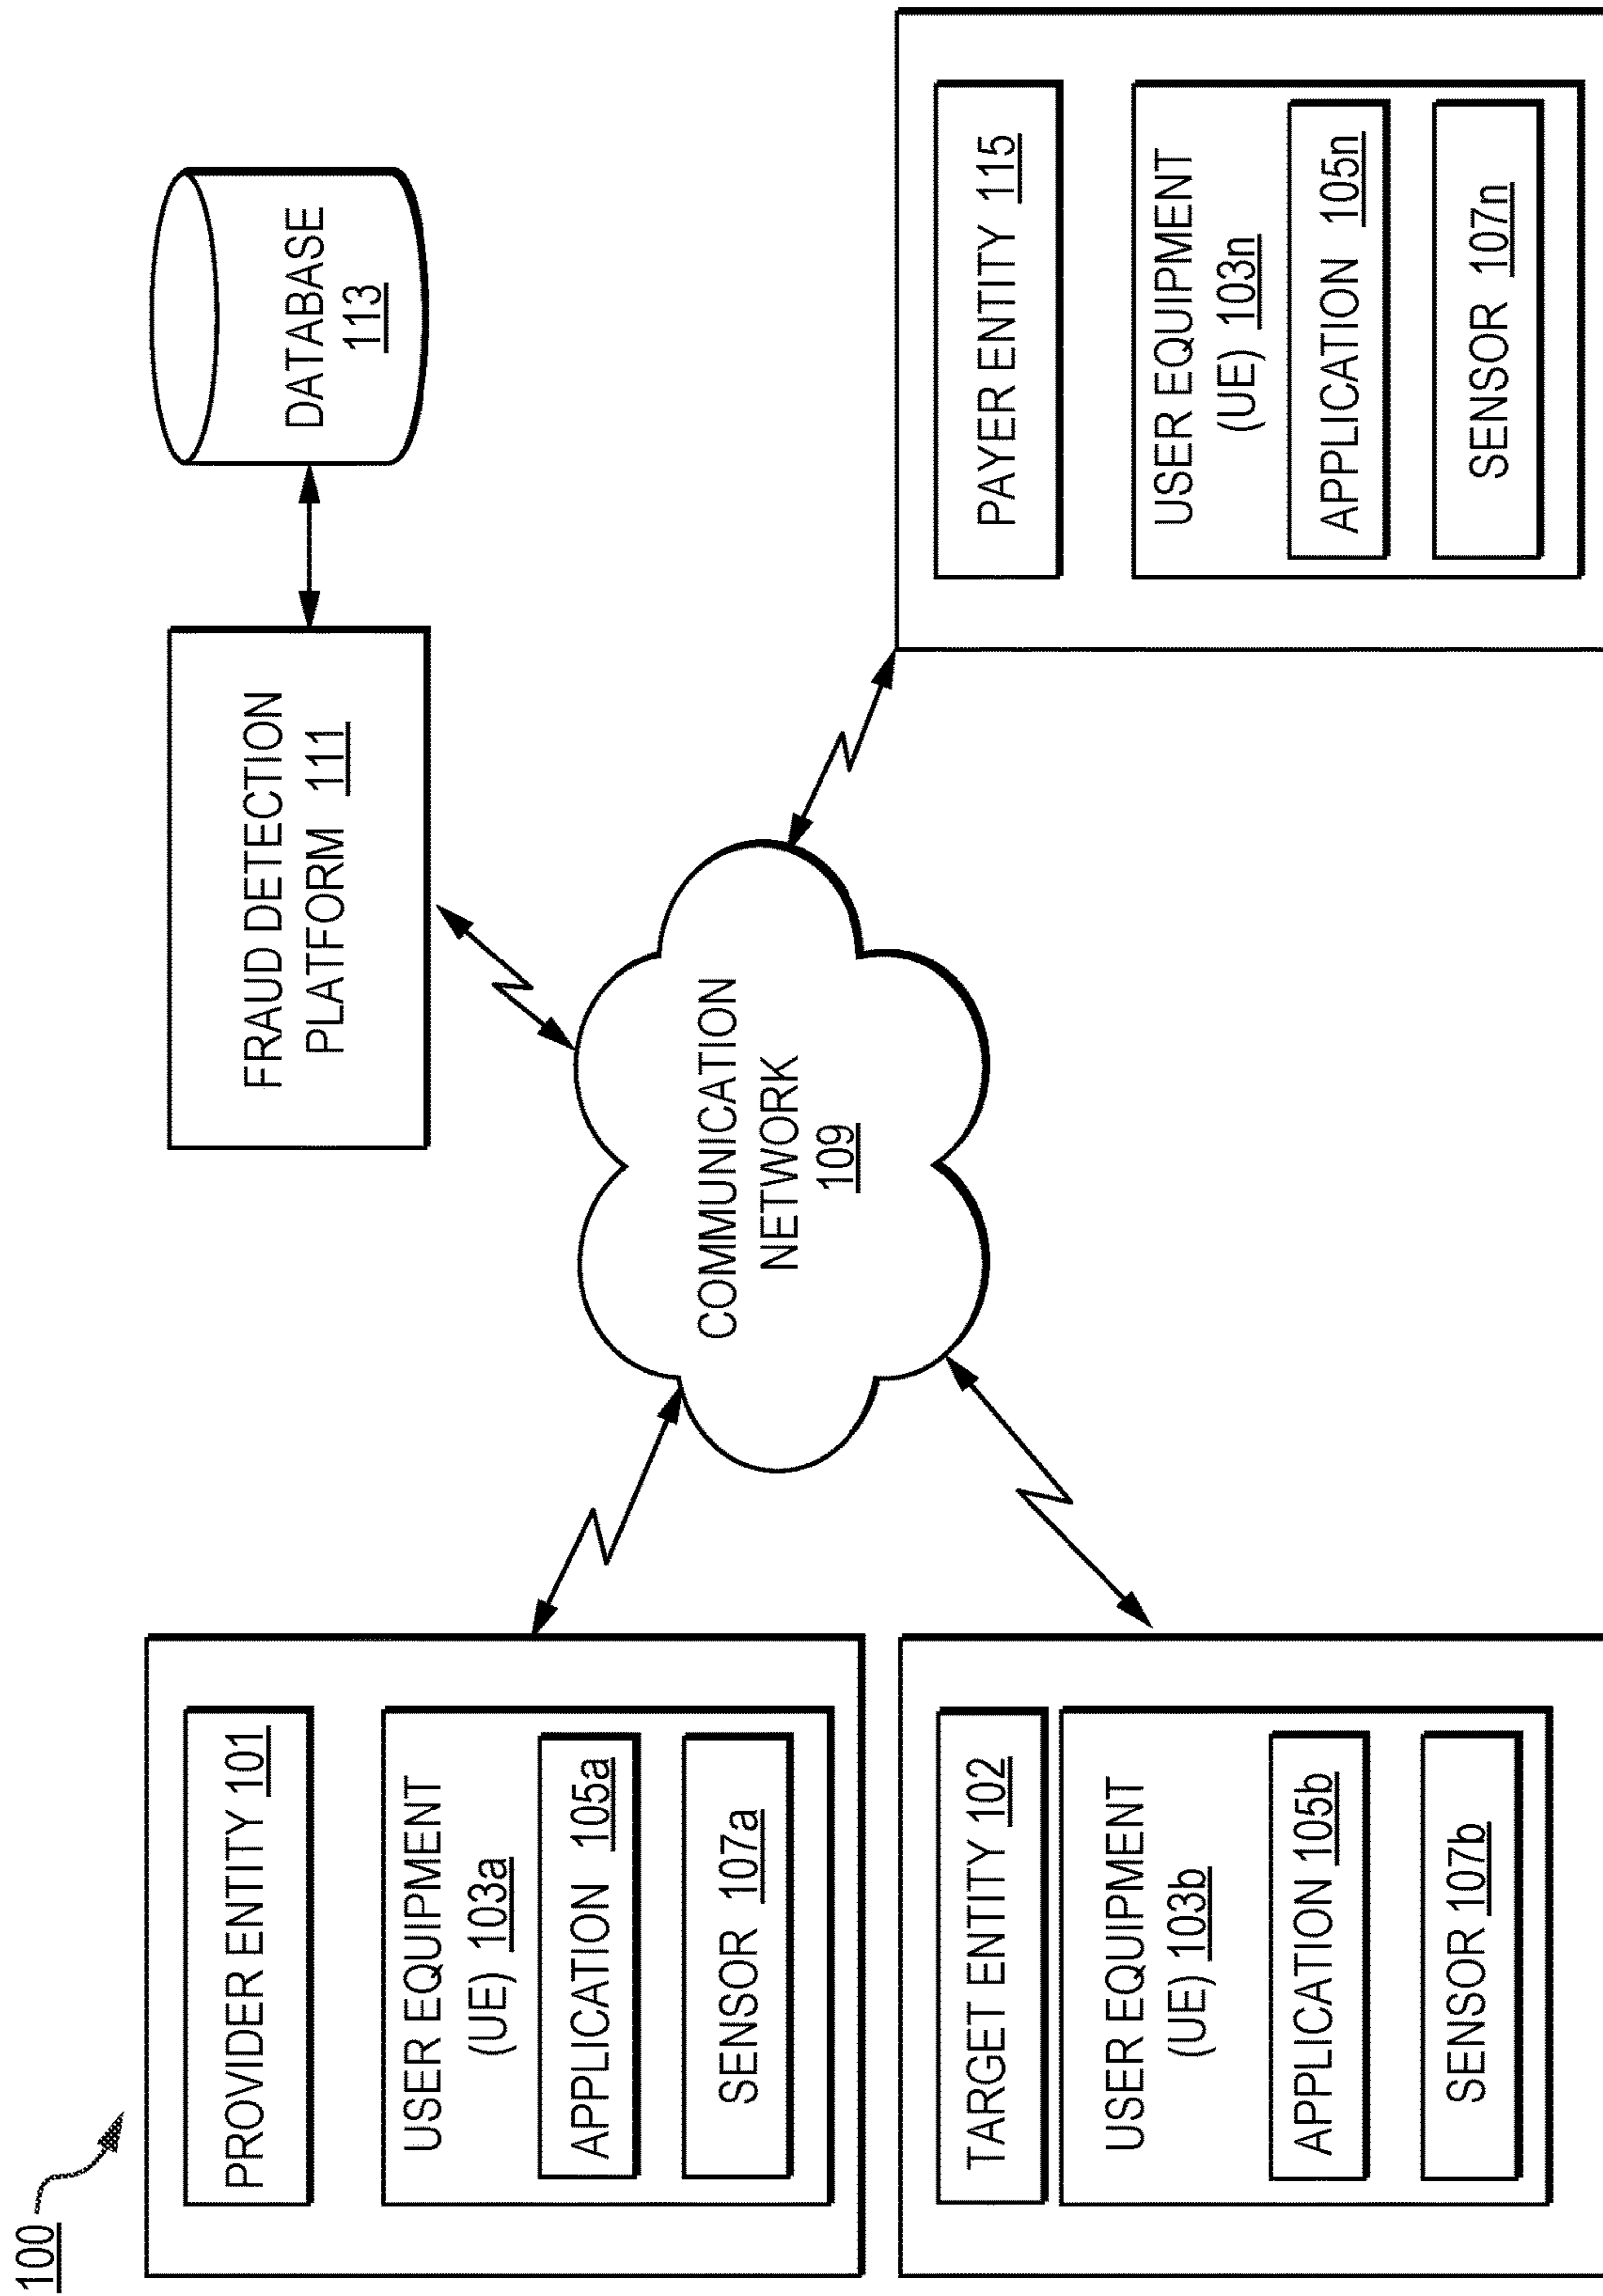 100
PROVIDER ENTITY 101
USER EQUIPMENT
(UE) 103a
APPLICATION 105a
SENSOR 107a
TARGET ENTITY 102
USER EQUIPMENT
(UE) 103b
APPLICATION 105b
SENSOR 107b
COMMUNICATION
NETWORK
109
FRAUD DETECTION
PLATFORM 111
DATABASE
113
PAYER ENTITY 115
USER EQUIPMENT
(UE) 103n
APPLICATION 105n
SENSOR 107n